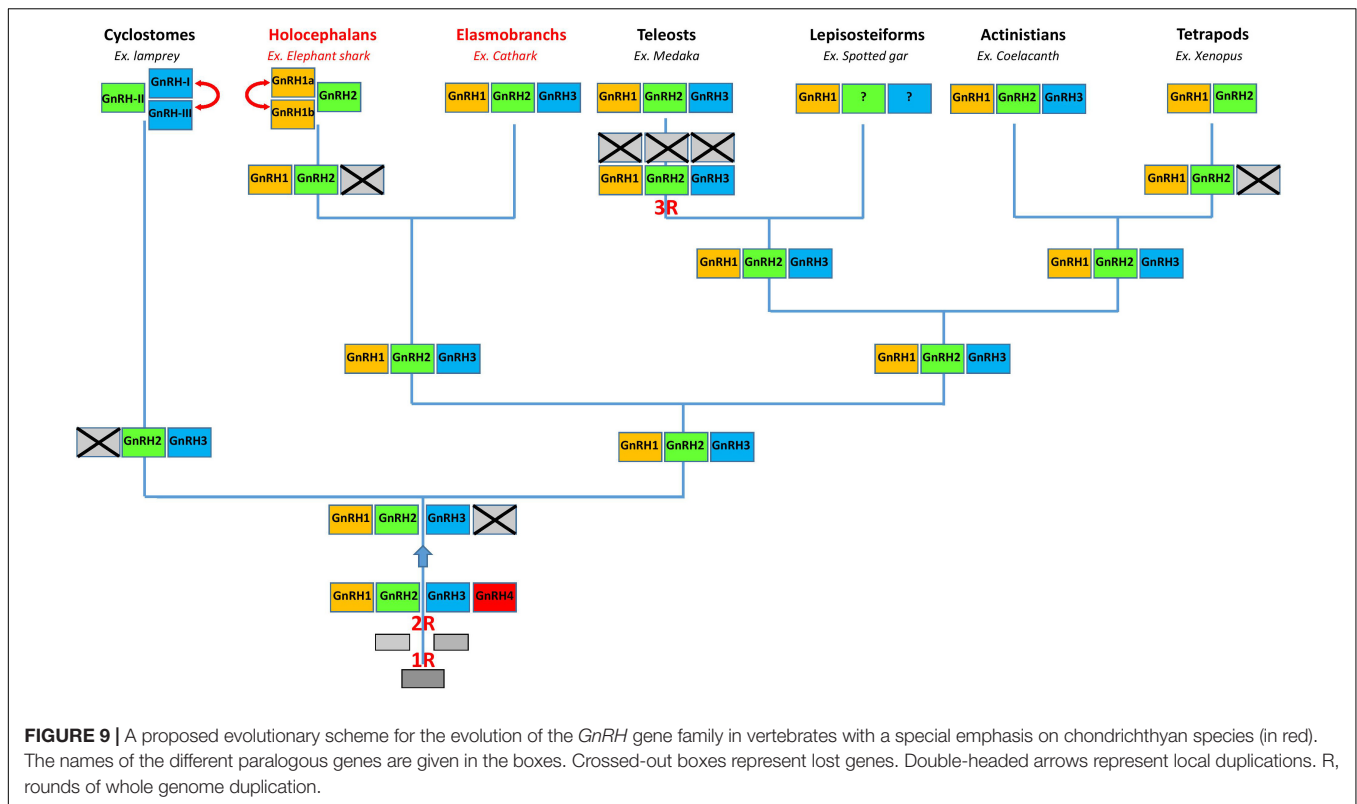 Cyclostomes Holocephalans Elasmobranchs Teleosts Lepisosteiforms Actinistians Tetrapods
Ex. lamprey Ex. Elephant shark Ex. Cathark Ex. Medaka Ex. Spotted gar Ex. Coelacanth Ex. Xenopus
GnRH-I GnRH1a
GnRH-II GnRH2 GnRH1 GnRH2 GnRH3 GnRH1 GnRH2 GnRH3 GnRH1 ? ? GnRH1 GnRH2 GnRH3 GnRH1 GnRH2
GnRH-III GnRH1b
GnRH1 GnRH2 GnRH1 GnRH2 GnRH3 GnRH1 GnRH2
3R
GnRH1 GnRH2 GnRH3 GnRH1 GnRH2 GnRH3
GnRH1 GnRH2 GnRH3 GnRH1 GnRH2 GnRH3
GnRH2 GnRH3 GnRH1 GnRH2 GnRH3
GnRH1 GnRH2 GnRH3
GnRH1 GnRH2 GnRH3 GnRH4
2R
1R
FIGURE 9 | A proposed evolutionary scheme for the evolution of the GnRH gene family in vertebrates with a special emphasis on chondrichthyan species (in red).
The names of the different paralogous genes are given in the boxes. Crossed-out boxes represent lost genes. Double-headed arrows represent local duplications. R,
rounds of whole genome duplication.